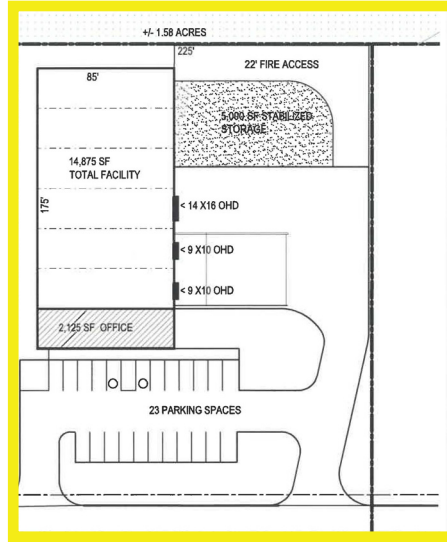 +/- 1.58 ACRES
225'
22' FIRE ACCESS
85'
5,000 SF STABILIZED
STORAGE
14,875 SF
TOTAL FACILITY
175'
< 14 X16 OHD
< 9 X10 OHD
< 9 X10 OHD
2,125 SF OFFICE
23 PARKING SPACES